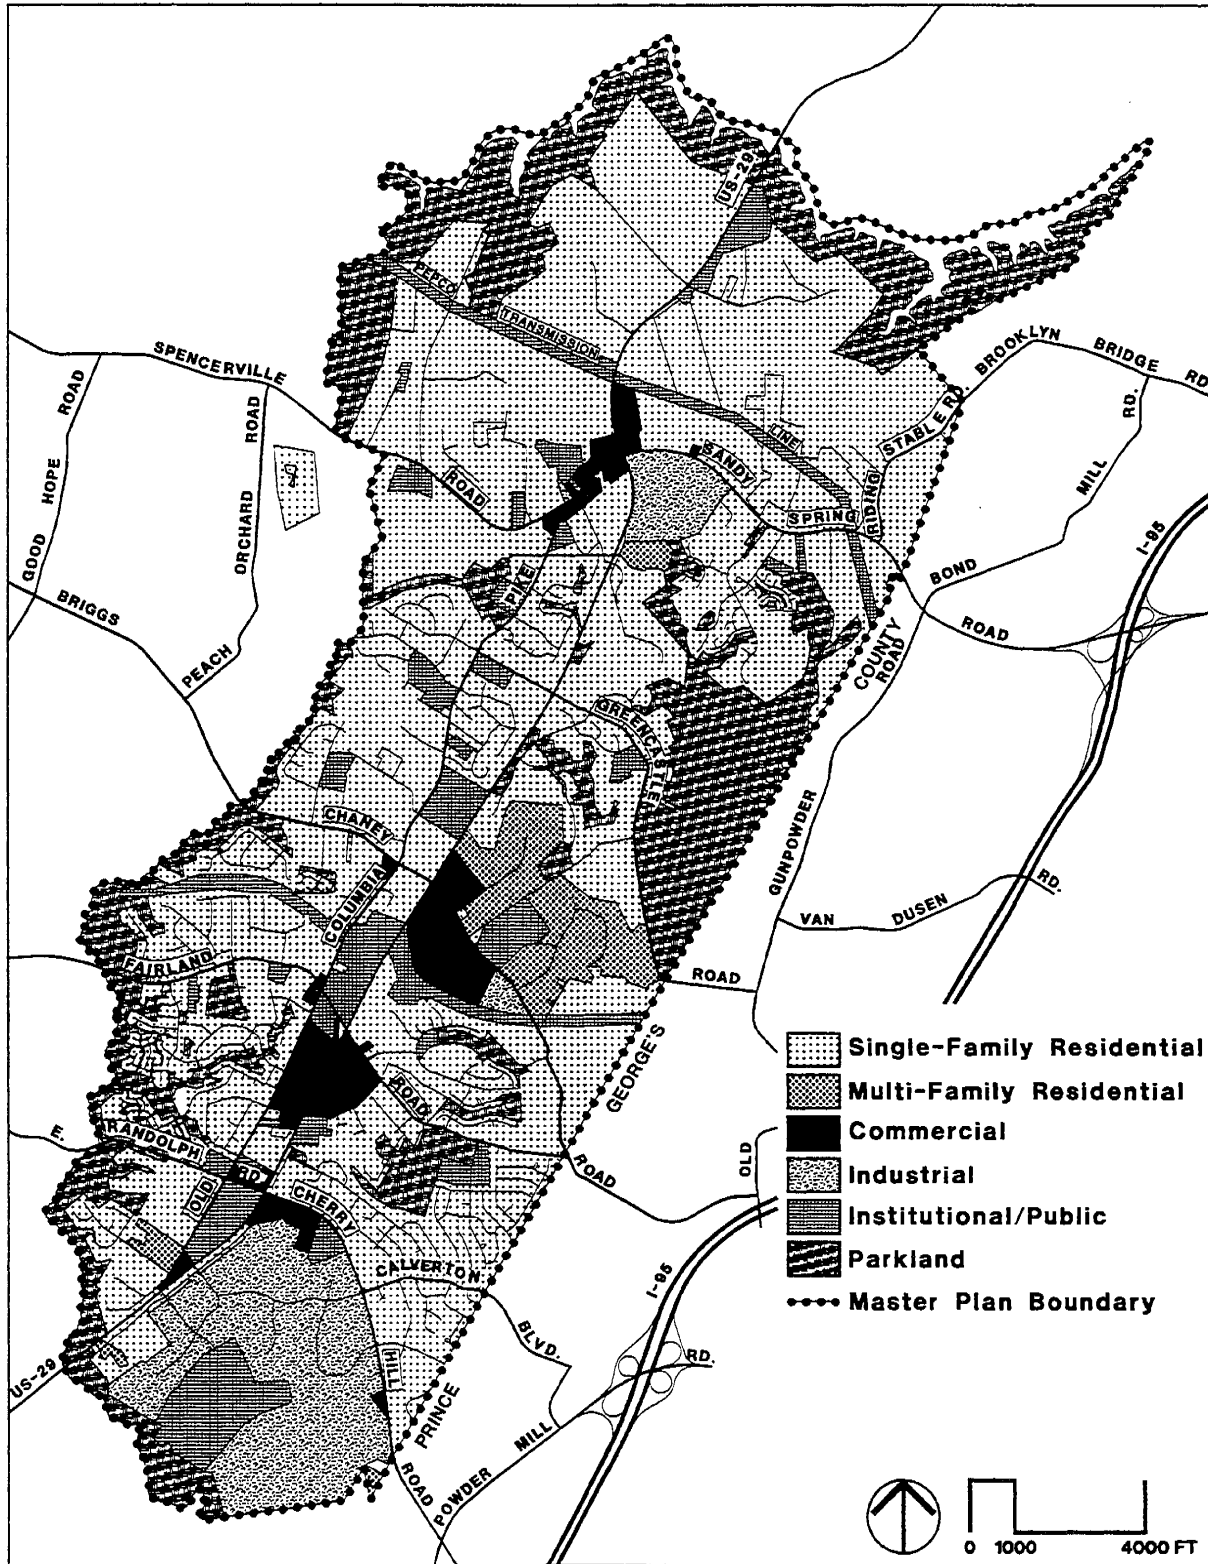 US-29
PEPCO
TRANSMISSION
LINE
SPENCERVILLE
ROAD
GOOD HOPE ROAD
ORCHARD ROAD
PEACH
BRIGGS
SANDY
SPRING
ROAD
RIDING
STABLE RD.
BROOKLYN
BRIDGE
RD.
MILL RD.
BOND
I-95
PIKE
COLUMBIA
OLD
GREENCASTLE
ROAD
COUNTY
ROAD
GUNPOWDER
VAN
DUSEN
RD.
CHANEY
FAIRLAND
ROAD
ROAD
GEORGE'S
PRINCE
E.
RANDOLPH
RD.
CHERRY
HILL
ROAD
CALVERTON
BLVD.
US-29
OLD
I-95
POWDER
MILL
RD.
Single-Family Residential
Multi-Family Residential
Commercial
Industrial
Institutional/Public
Parkland
Master Plan Boundary
0 1000 4000 FT